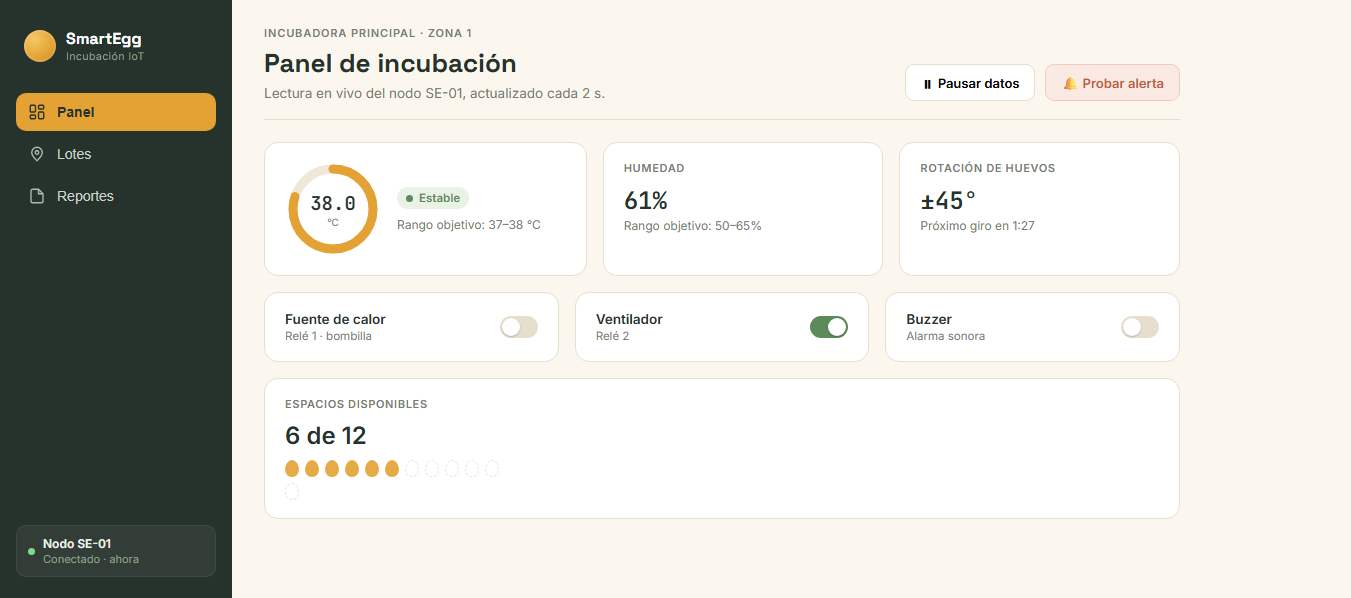 SmartEgg
Incubación IoT
Panel
Lotes
Reportes
Nodo SE-01
Conectado · ahora
INCUBADORA PRINCIPAL · ZONA 1
Panel de incubación
Lectura en vivo del nodo SE-01, actualizado cada 2 s.
Pausar datos
Probar alerta
38.0
°C
Estable
Rango objetivo: 37–38 °C
HUMEDAD
61%
Rango objetivo: 50–65%
ROTACIÓN DE HUEVOS
±45°
Próximo giro en 1:27
Fuente de calor
Relé 1 · bombilla
Ventilador
Relé 2
Buzzer
Alarma sonora
ESPACIOS DISPONIBLES
6 de 12